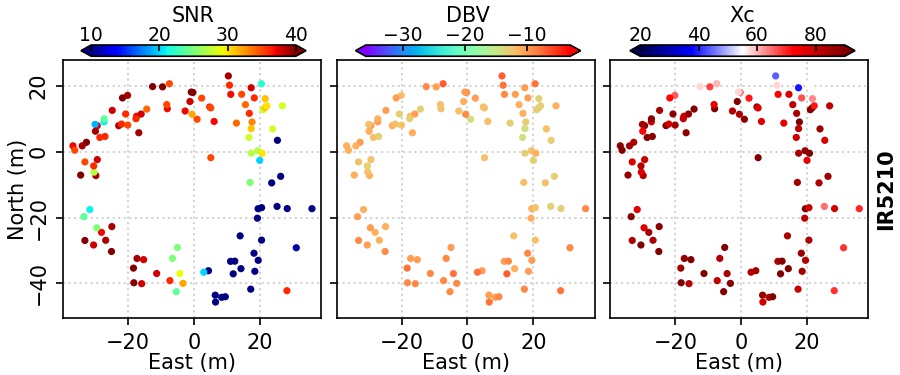 SNR DBV Xc
10 20 30 40 −30 −20 −10 20 40 60 80
North (m)
20
0
−20
−40
−20 0 20 −20 0 20 −20 0 20
East (m) East (m) East (m)
IR5210